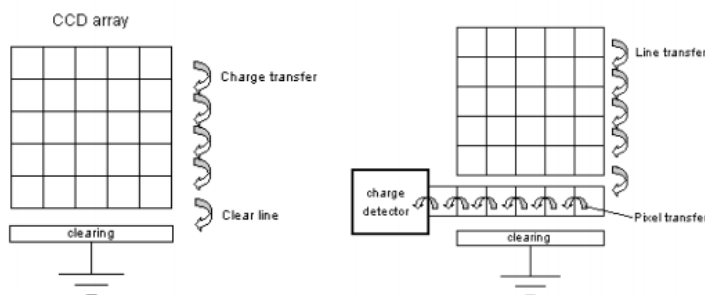 CCD array
Charge transfer
Clear line
clearing
Line transfer
charge
detector
Pixel transfer
clearing